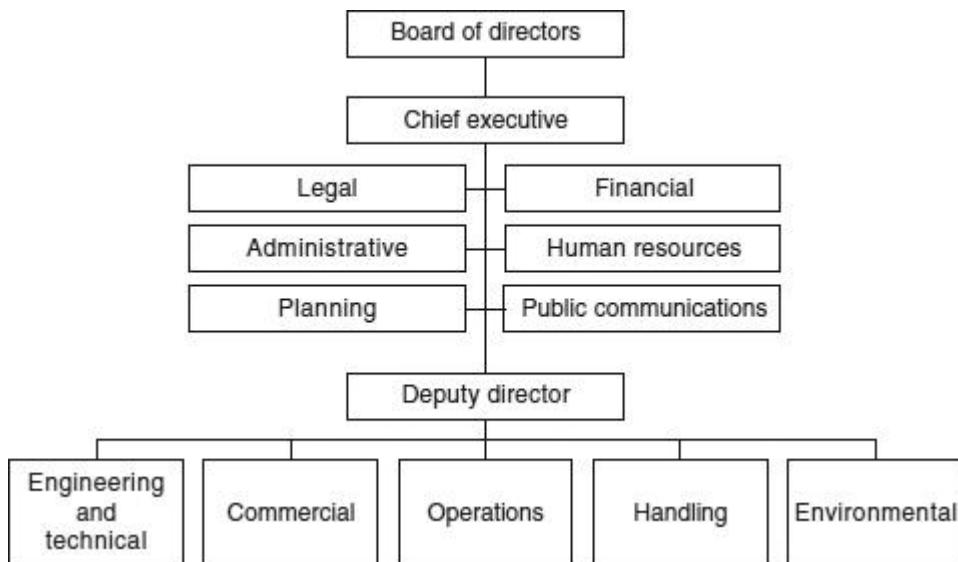 Board of directors
Chief executive
Legal
Financial
Administrative
Human resources
Planning
Public communications
Deputy director
Engineering
and
technical
Commercial
Operations
Handling
Environmental